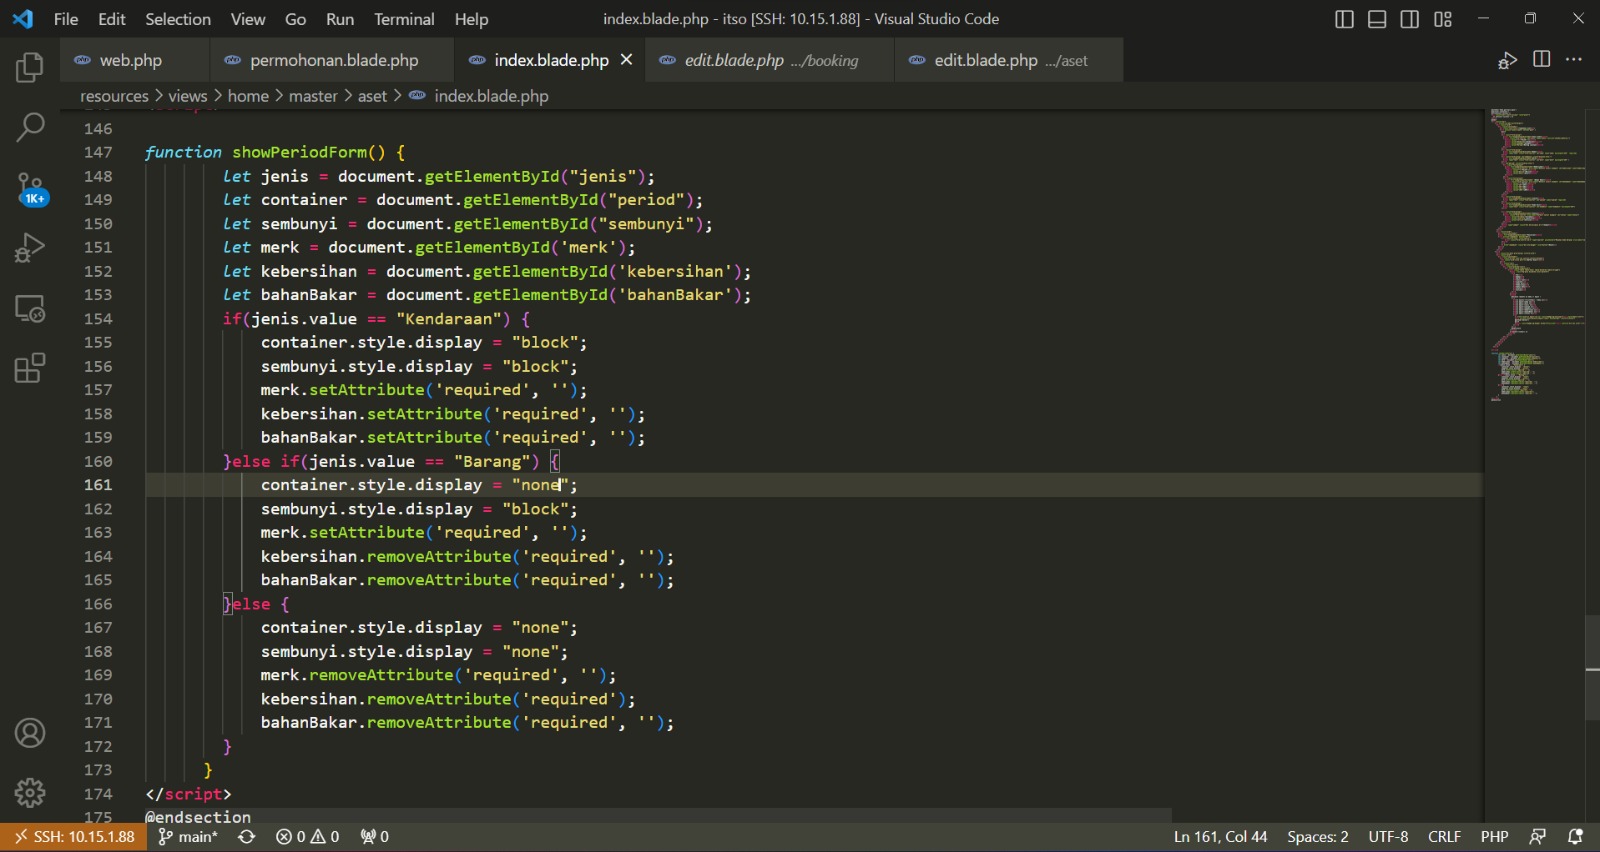 File Edit Selection View Go Run Terminal Help index.blade.php - itso [SSH: 10.15.1.88] - Visual Studio Code
web.php permohonan.blade.php index.blade.php edit.blade.php .../booking edit.blade.php .../aset
resources > views > home > master > aset > index.blade.php
146
147 function showPeriodForm() {
148 let jenis = document.getElementById("jenis");
149 let container = document.getElementById("period");
150 let sembunyi = document.getElementById("sembunyi");
151 let merk = document.getElementById('merk');
152 let kebersihan = document.getElementById('kebersihan');
153 let bahanBakar = document.getElementById('bahanBakar');
154 if(jenis.value == "Kendaraan") {
155 container.style.display = "block";
156 sembunyi.style.display = "block";
157 merk.setAttribute('required', '');
158 kebersihan.setAttribute('required', '');
159 bahanBakar.setAttribute('required', '');
160 }else if(jenis.value == "Barang") {
161 container.style.display = "none";
162 sembunyi.style.display = "block";
163 merk.setAttribute('required', '');
164 kebersihan.removeAttribute('required', '');
165 bahanBakar.removeAttribute('required', '');
166 }else {
167 container.style.display = "none";
168 sembunyi.style.display = "none";
169 merk.removeAttribute('required', '');
170 kebersihan.removeAttribute('required');
171 bahanBakar.removeAttribute('required', '');
172 }
173 }
174 </script>
175 @endsection
1K+
SSH: 10.15.1.88 main* 0 0 0 Ln 161, Col 44 Spaces: 2 UTF-8 CRLF PHP